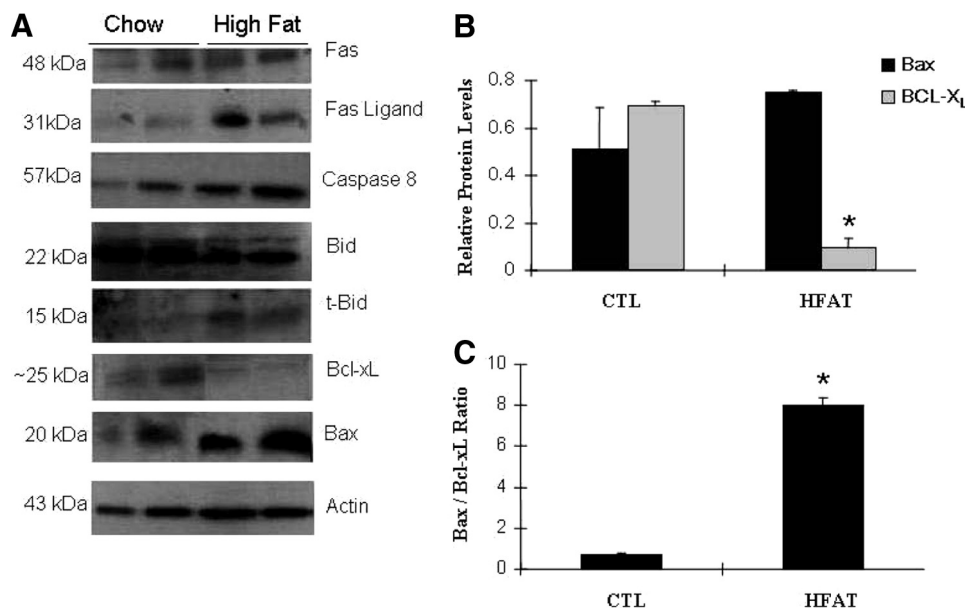 A
Chow High Fat
48 kDa Fas
31kDa Fas Ligand
57kDa Caspase 8
22 kDa Bid
15 kDa t-Bid
~25 kDa Bcl-xL
20 kDa Bax
43 kDa Actin
B
Bax
BCL-XL
Relative Protein Levels
0.8
0.6
0.4
0.2
0
*
CTL HFAT
C
Bax / Bcl-xL Ratio
10
8
6
4
2
0
*
CTL HFAT